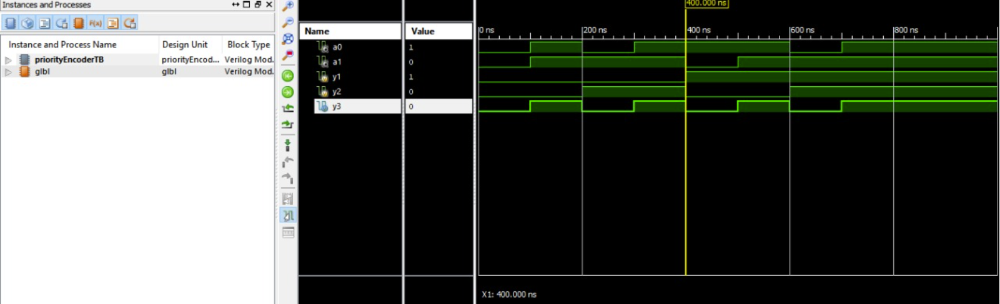 Instances and Processes
F(x)
Instance and Process Name Design Unit Block Type
priorityEncoderTB priorityEncod... Verilog Mod.
glbl glbl Verilog Mod.
Name Value
a0 1
a1 0
y1 1
y2 0
y3 0
400.000 ns
0 ns 200 ns 400 ns 600 ns 800 ns
X1: 400.000 ns